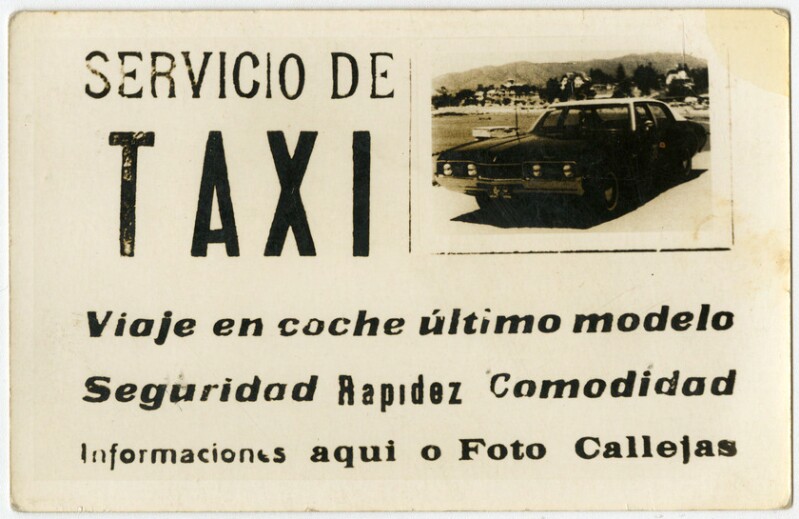 SERVICIO DE
TAXI
Viaje en coche último modelo
Seguridad Rapidez Comodidad
Informaciones aqui o Foto Callejas